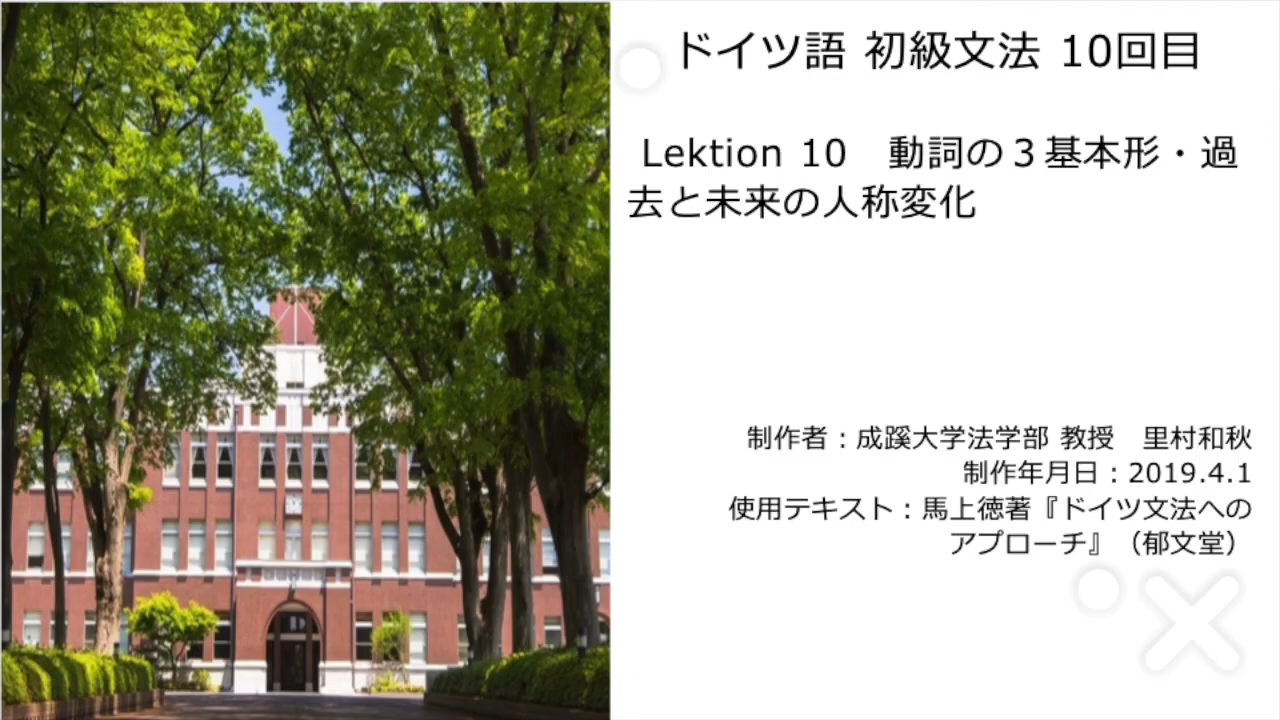 ドイツ語 初級文法 10回目
Lektion 10　動詞の３基本形・過
去と未来の人称変化
制作者：成蹊大学法学部 教授　里村和秋
制作年月日：2019.4.1
使用テキスト：馬上徳著『ドイツ文法への
アプローチ』（郁文堂）